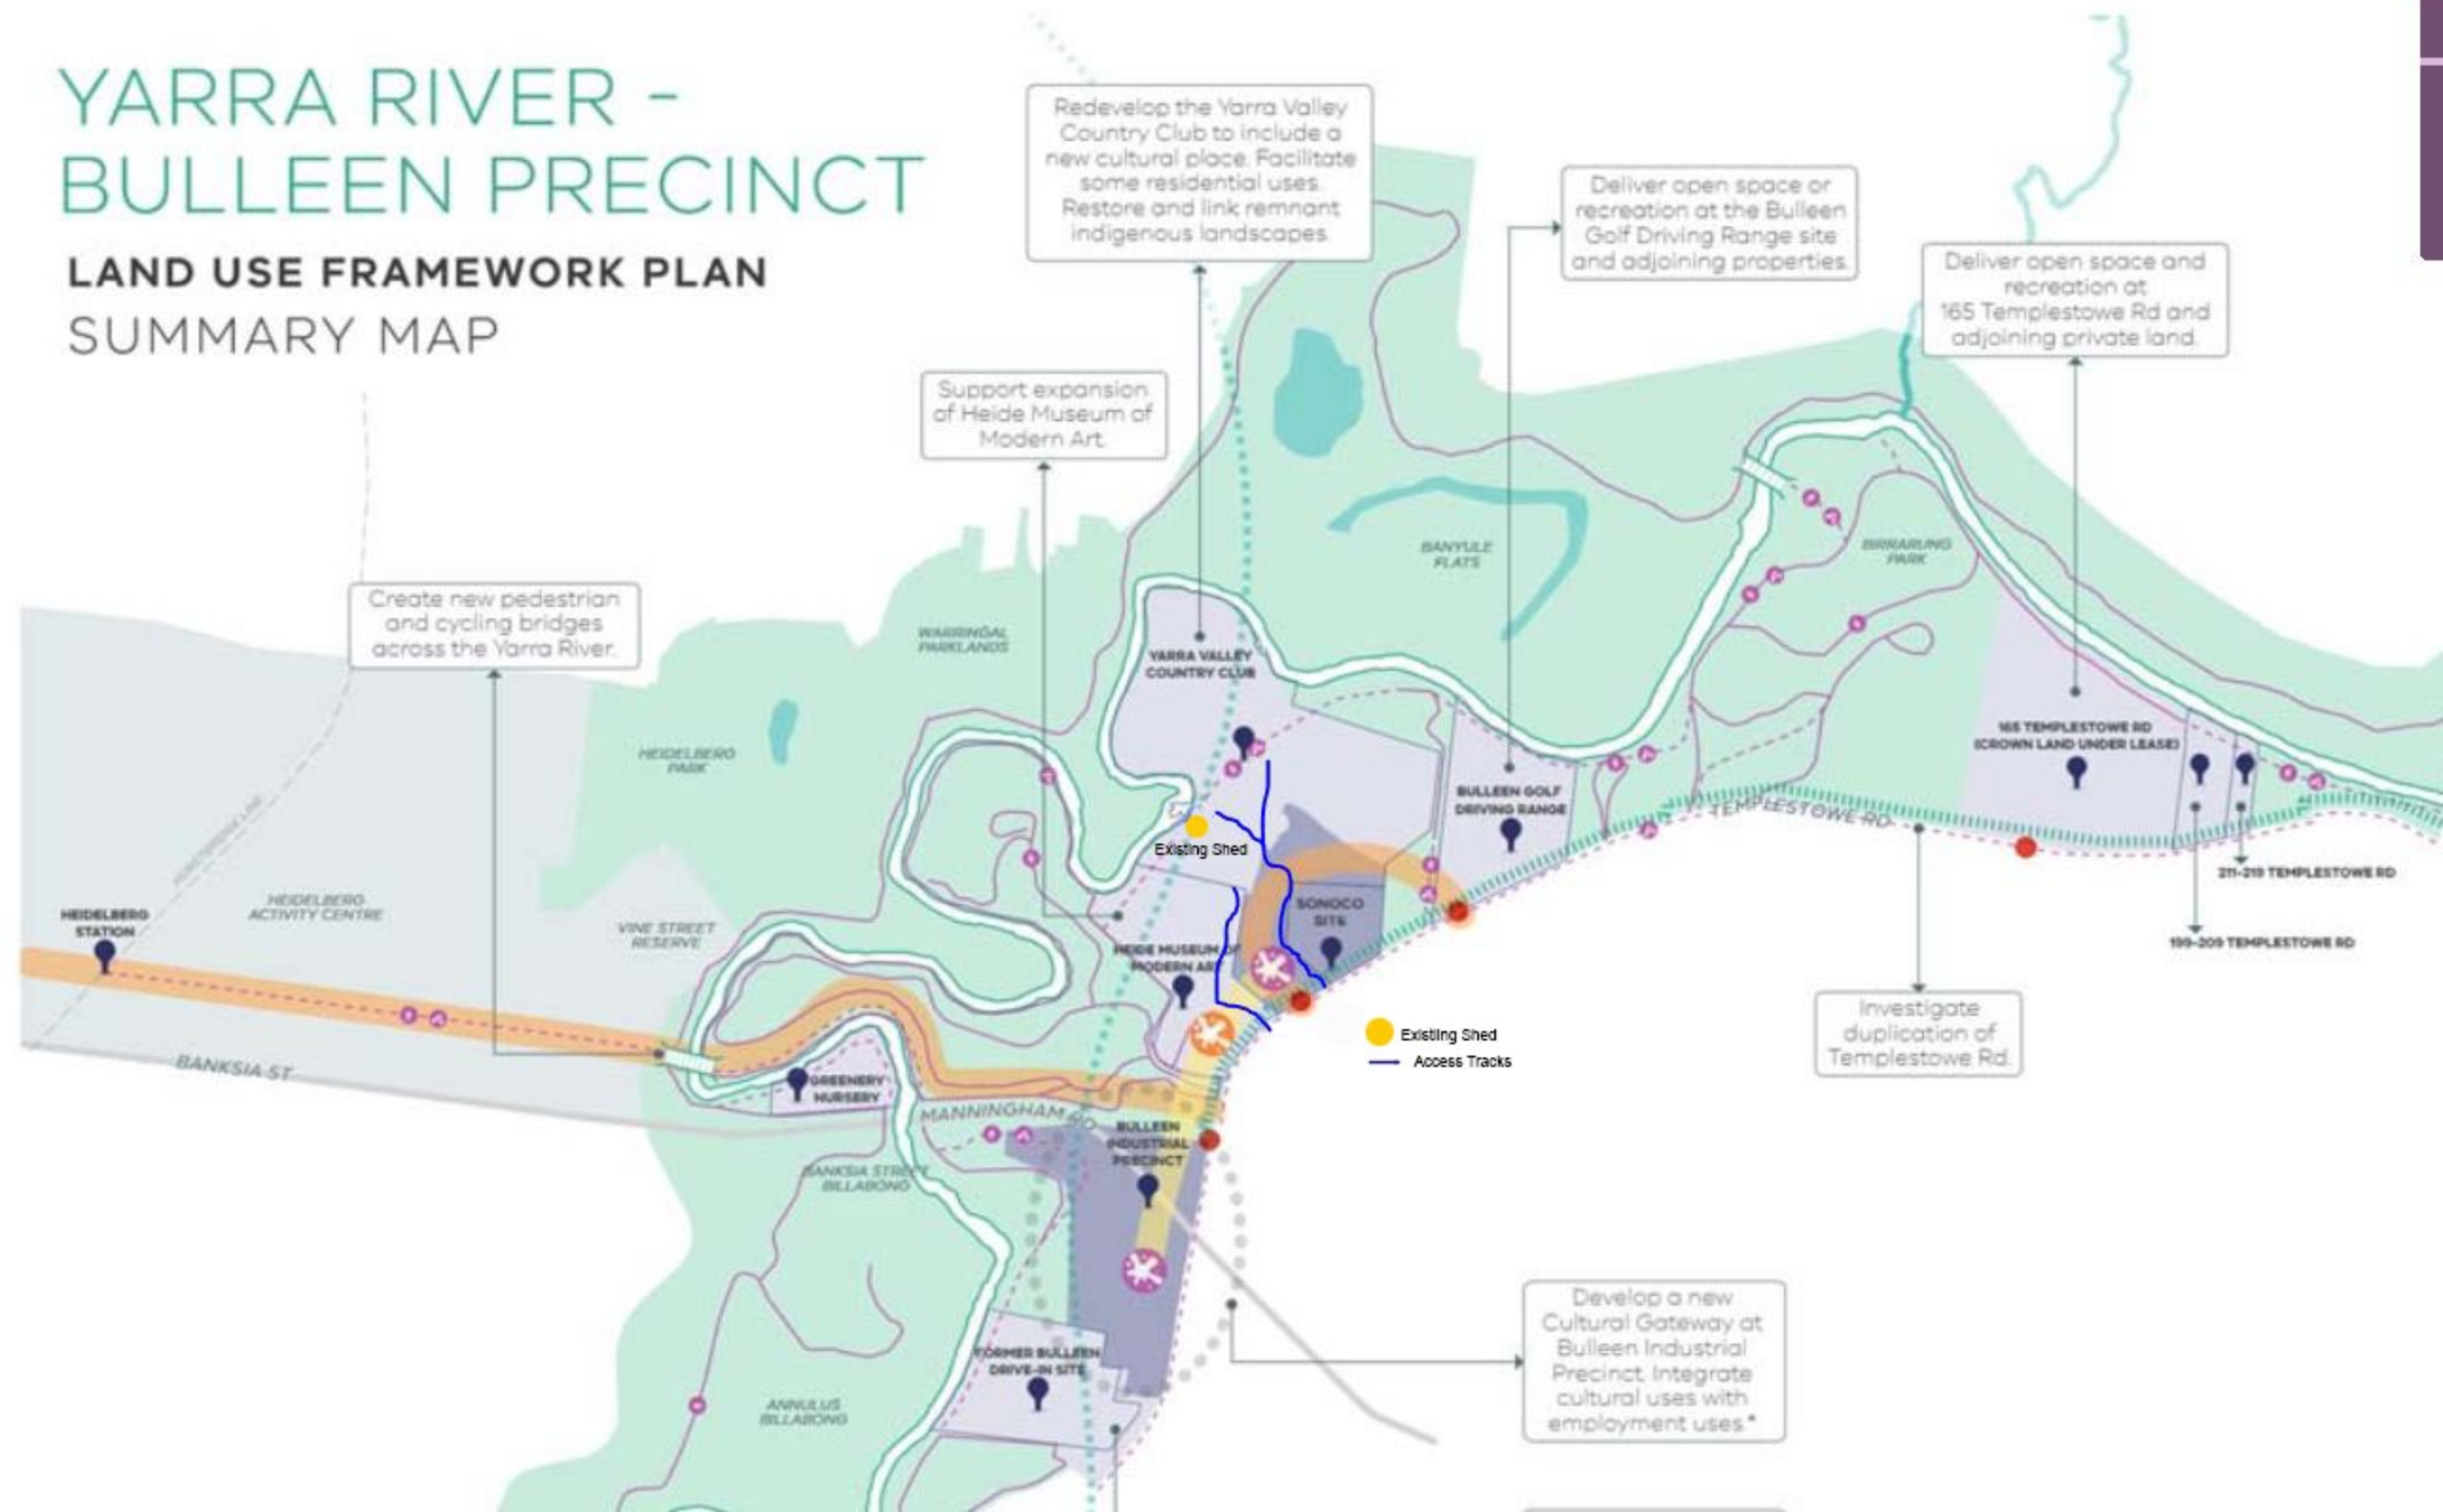 YARRA RIVER -
BULLEEN PRECINCT
LAND USE FRAMEWORK PLAN
SUMMARY MAP
Redevelop the Yarra Valley
Country Club to include a
new cultural place. Facilitate
some residential uses.
Restore and link remnant
indigenous landscapes.
Deliver open space or
recreation at the Bulleen
Golf Driving Range site
and adjoining properties.
Deliver open space and
recreation at
165 Templestowe Rd and
adjoining private land.
Support expansion
of Heide Museum of
Modern Art.
Create new pedestrian
and cycling bridges
across the Yarra River.
BANYULE
FLATS
BIRRARUNG
PARK
WARRINGAL
PARKLANDS
YARRA VALLEY
COUNTRY CLUB
HEIDELBERG
PARK
165 TEMPLESTOWE RD
(CROWN LAND UNDER LEASE)
BULLEEN GOLF
DRIVING RANGE
TEMPLESTOWE RD
Existing Shed
HURSTBRIDGE LINE
211-219 TEMPLESTOWE RD
HEIDELBERG
ACTIVITY CENTRE
HEIDELBERG
STATION
VINE STREET
RESERVE
SONOCO
SITE
199-209 TEMPLESTOWE RD
HEIDE MUSEUM OF
MODERN ART
Investigate
duplication of
Templestowe Rd.
Existing Shed
Access Tracks
BANKSIA ST
GREENERY
NURSERY
MANNINGHAM RD
BULLEEN
INDUSTRIAL
PRECINCT
BANKSIA STREET
BILLABONG
Develop a new
Cultural Gateway at
Bulleen Industrial
Precinct. Integrate
cultural uses with
employment uses.*
FORMER BULLEEN
DRIVE-IN SITE
ANNULUS
BILLABONG